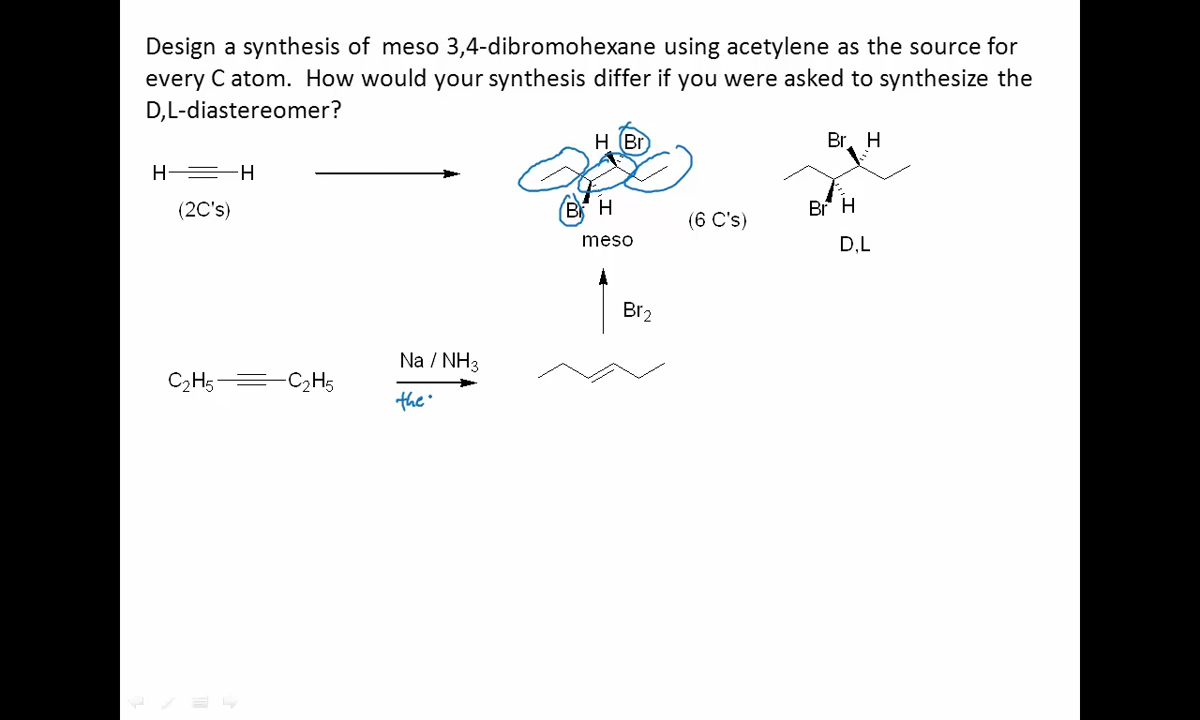 Design a synthesis of meso 3,4-dibromohexane using acetylene as the source for
every C atom. How would your synthesis differ if you were asked to synthesize the
D,L-diastereomer?
H Br Br H
H H
(2C's) Br H (6 C's) Br H
meso D,L
Br₂
C₂H₅ C₂H₅ Na / NH₃
the